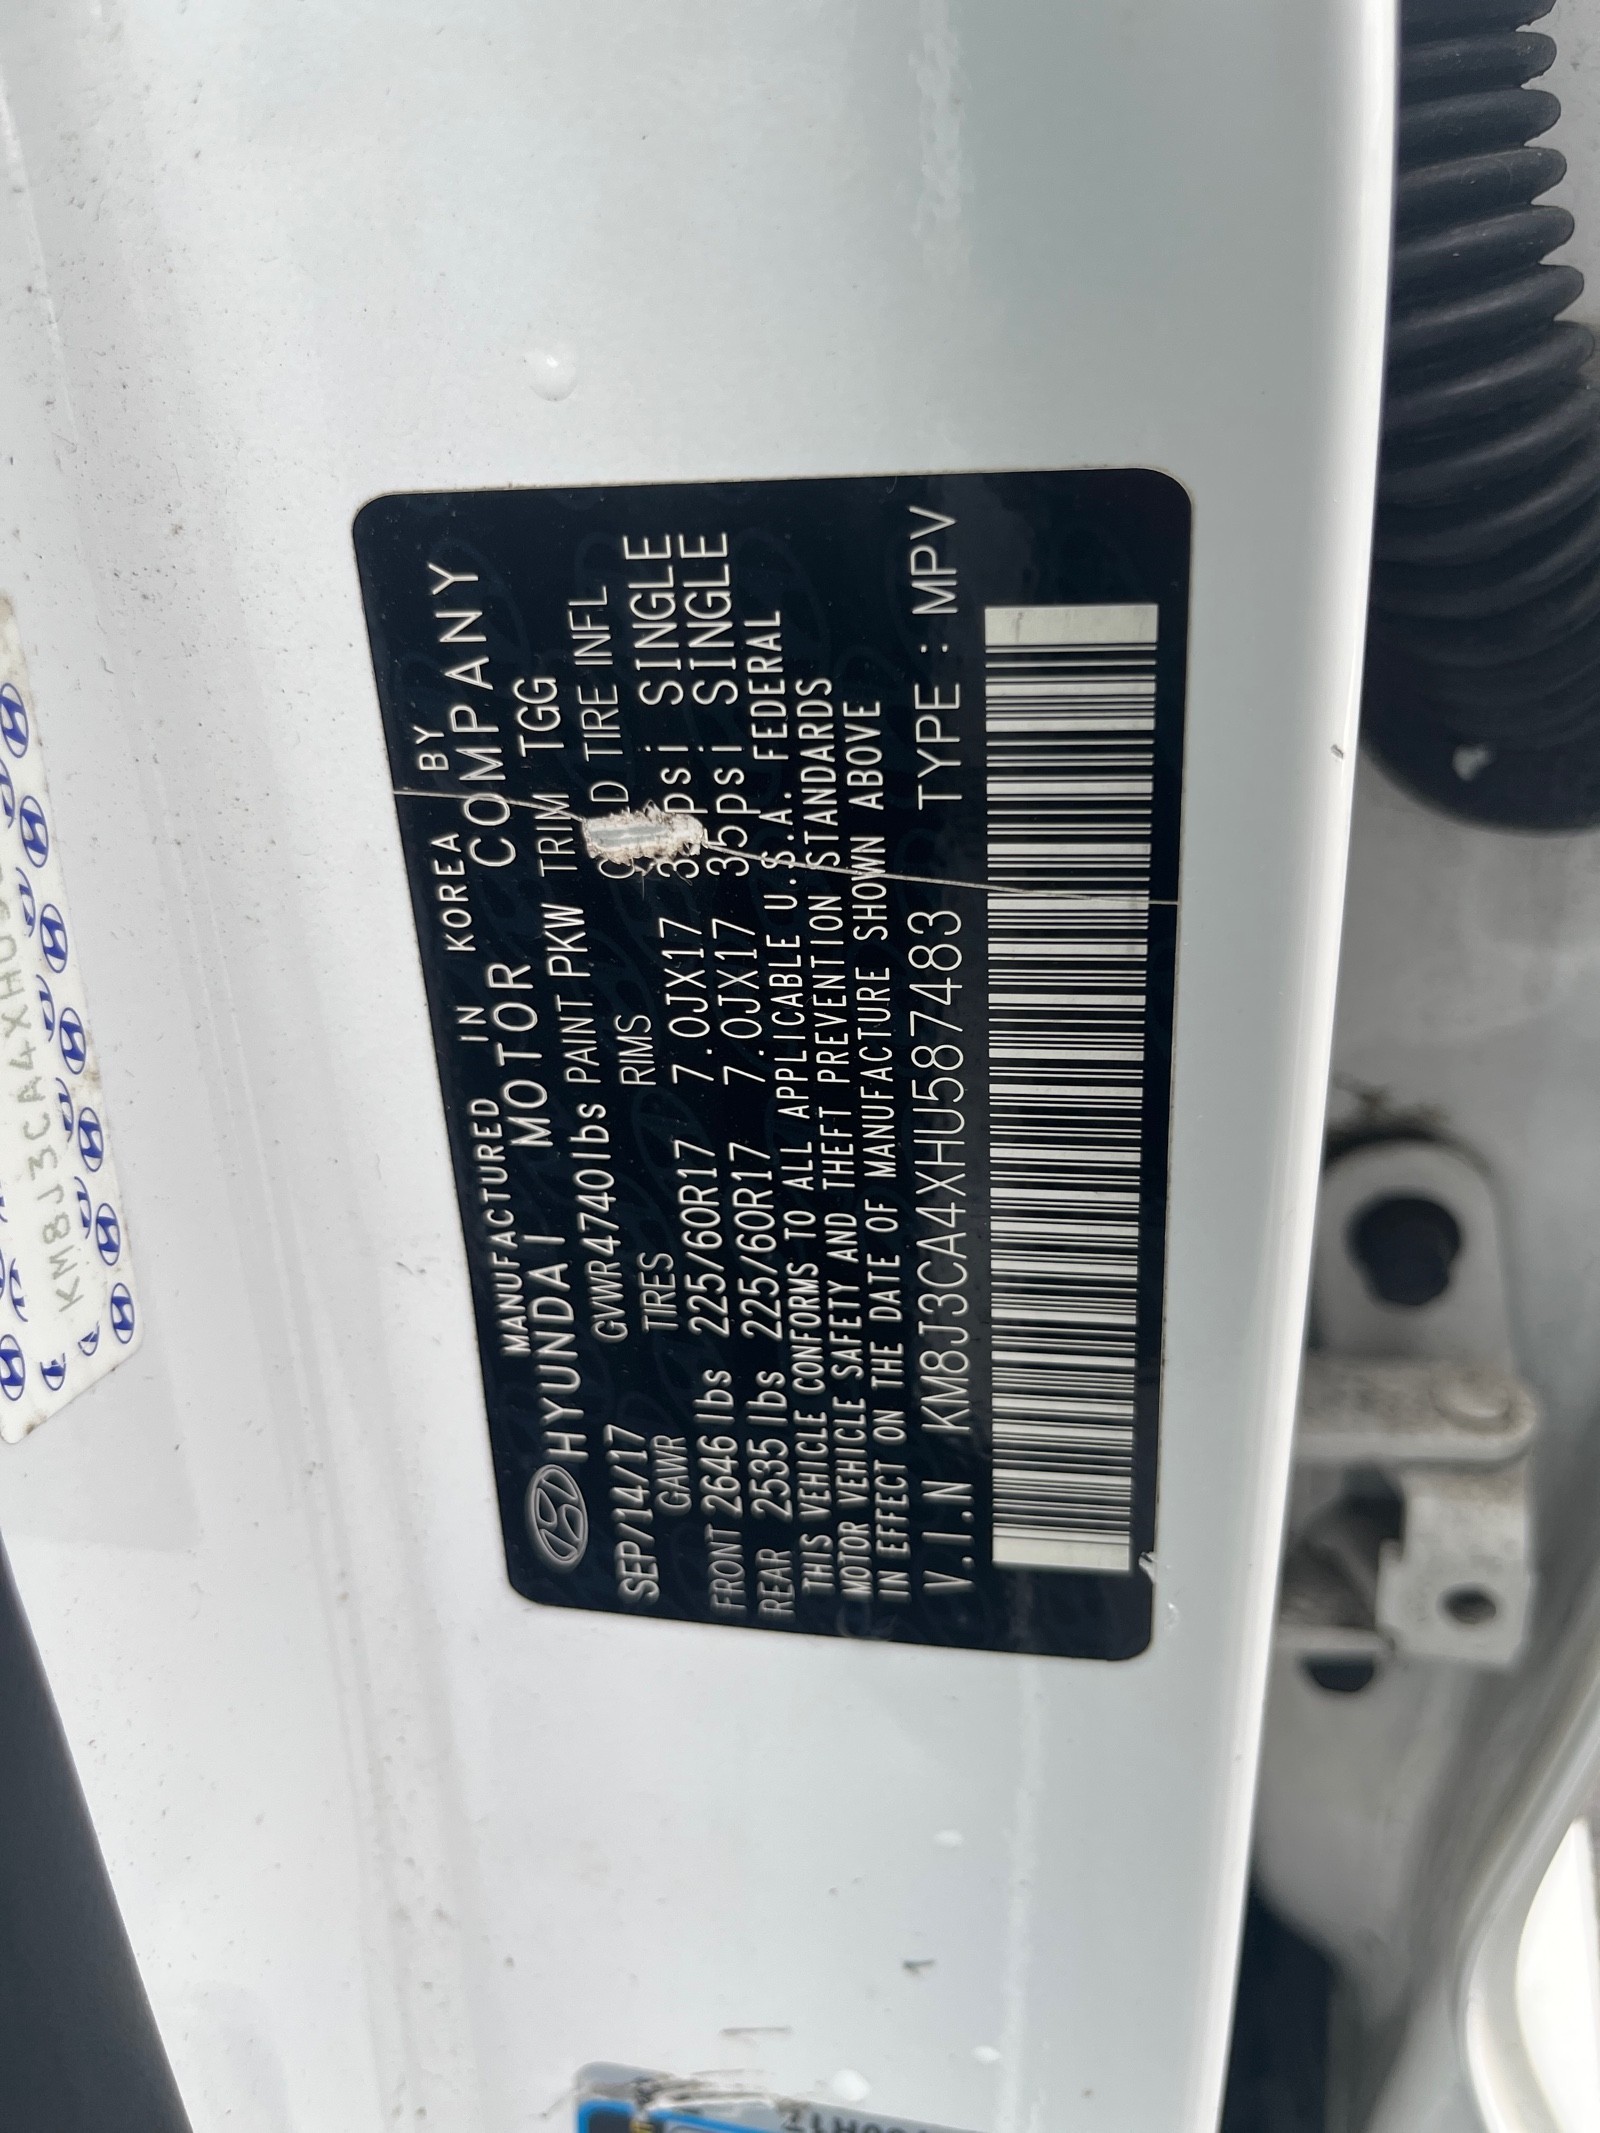 MANUFACTURED IN KOREA BY
HYUNDAI MOTOR COMPANY
SEP/14/17 GVWR 4740lbs PAINT PKW TRIM TGG
GAWR TIRES RIMS TIRE INFL
FRONT 2646 lbs 225/60R17 7.0JX17 psi SINGLE
REAR 2535 lbs 225/60R17 7.0JX17 35psi SINGLE
THIS VEHICLE CONFORMS TO ALL APPLICABLE U.S.A. FEDERAL
MOTOR VEHICLE SAFETY AND THEFT PREVENTION STANDARDS
IN EFFECT ON THE DATE OF MANUFACTURE SHOWN ABOVE
V.I.N KM8J3CA4XHU587483 TYPE : MPV